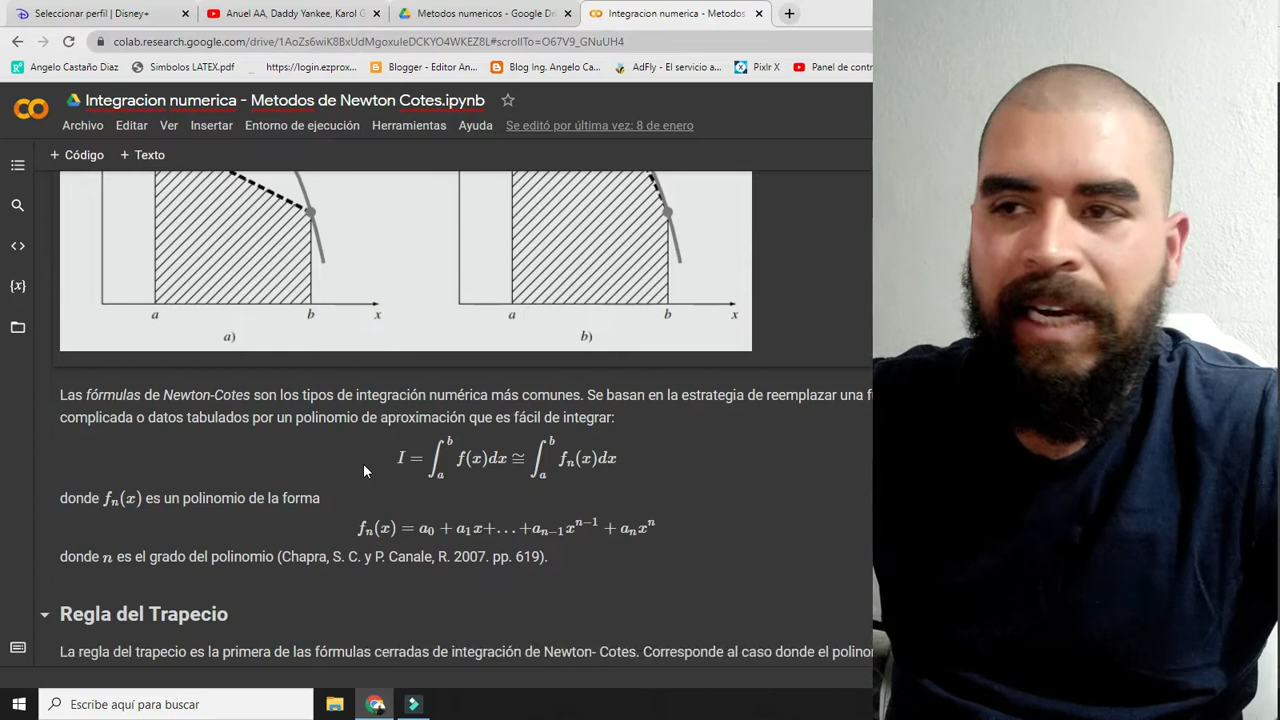 Seleccionar perfil | Disney+
Anuel AA, Daddy Yankee, Karol G
Metodos numericos - Google Dri
Integracion numerica - Metodos
colab.research.google.com/drive/1AoZs6wiK8BxUdMgoxuleDCKYO4WKEZ8L#scrollTo=O67V9_GNuUH4
Angelo Castaño Diaz
Simbolos LATEX.pdf
https://login.ezprox...
Blogger - Editor An...
Blog Ing. Angelo Ca...
AdFly - El servicio a...
Pixlr X
Panel de contr
Integracion numerica - Metodos de Newton Cotes.ipynb
Archivo Editar Ver Insertar Entorno de ejecución Herramientas Ayuda Se editó por última vez: 8 de enero
+ Código + Texto
a b x a b x
a) b)
Las fórmulas de Newton-Cotes son los tipos de integración numérica más comunes. Se basan en la estrategia de reemplazar una f
complicada o datos tabulados por un polinomio de aproximación que es fácil de integrar:
I = ∫_a^b f(x)dx ≅ ∫_a^b f_n(x)dx
donde f_n(x) es un polinomio de la forma
f_n(x) = a_0 + a_1x+...+a_{n−1}x^{n−1} + a_nx^n
donde n es el grado del polinomio (Chapra, S. C. y P. Canale, R. 2007. pp. 619).
Regla del Trapecio
La regla del trapecio es la primera de las fórmulas cerradas de integración de Newton- Cotes. Corresponde al caso donde el polinor
Escribe aquí para buscar